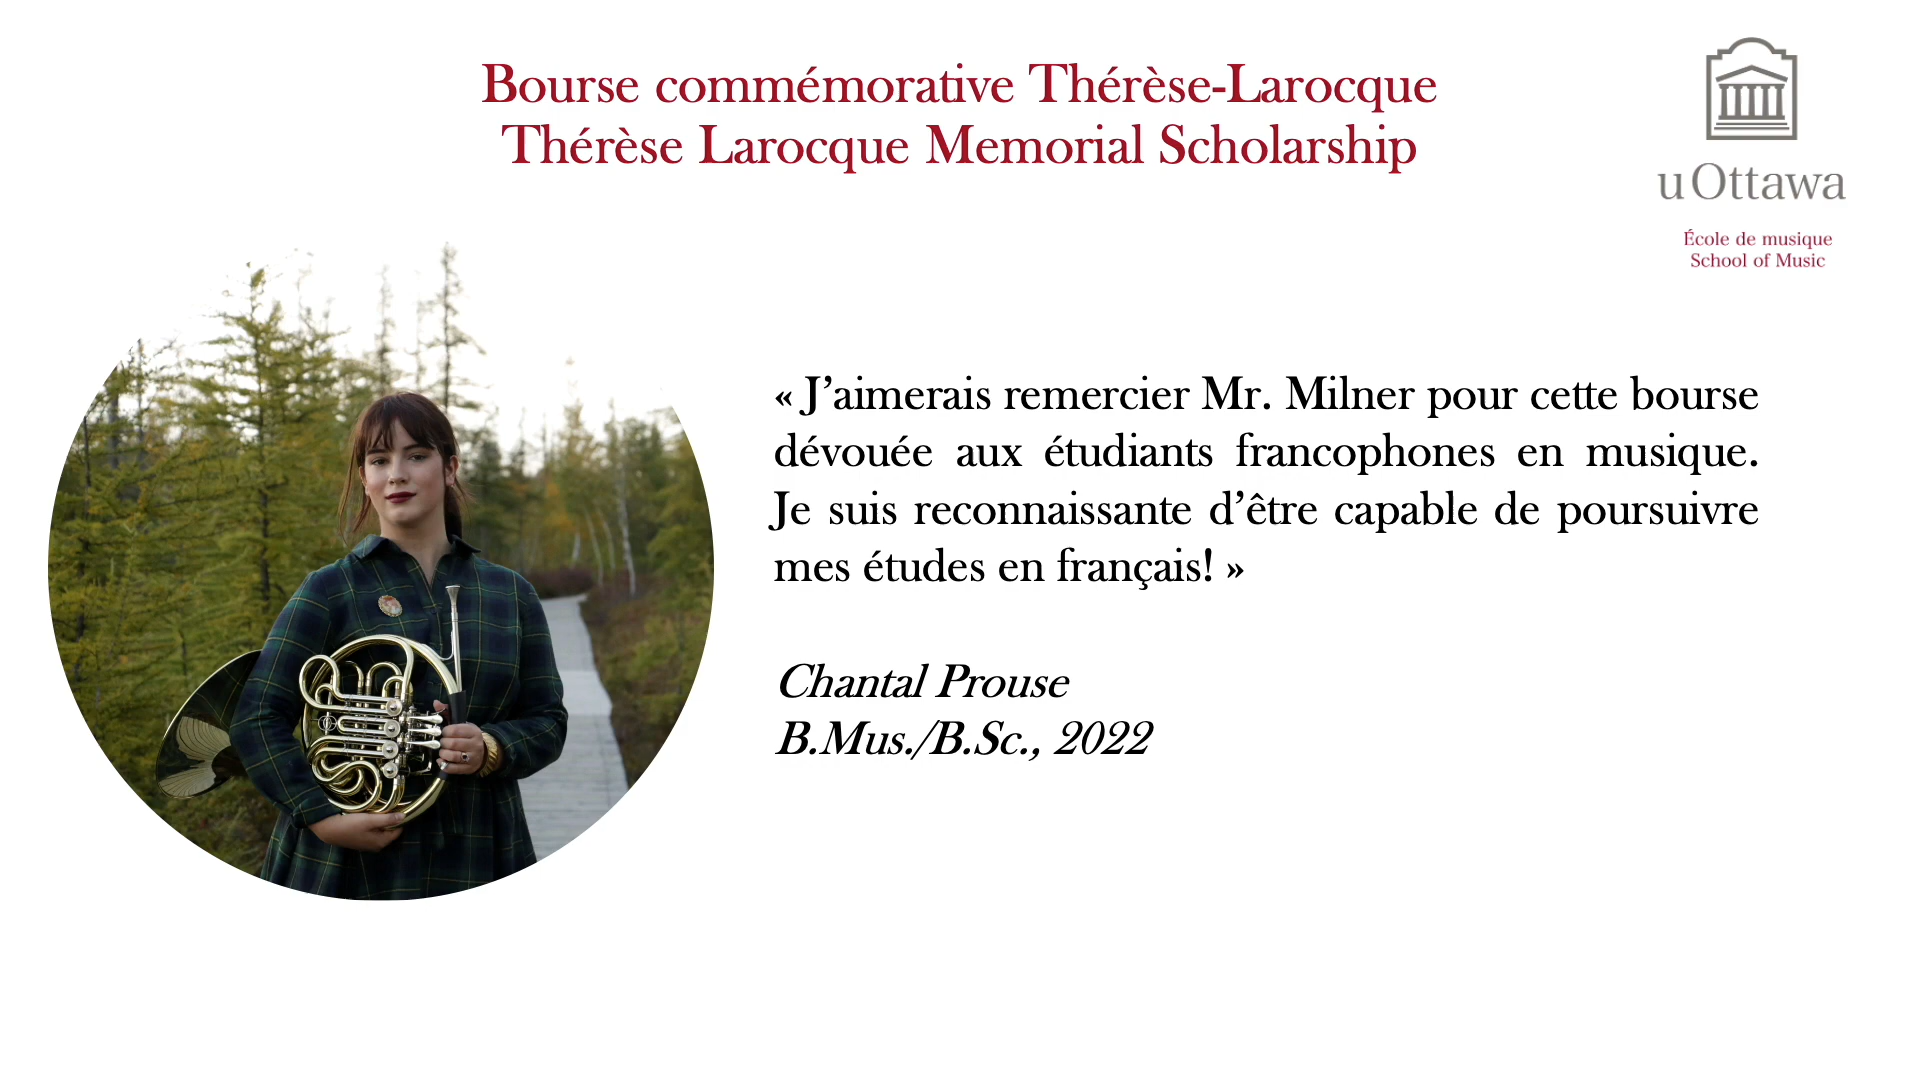 Bourse commémorative Thérèse-Larocque
Thérèse Larocque Memorial Scholarship
uOttawa
École de musique
School of Music
« J’aimerais remercier Mr. Milner pour cette bourse
dévouée aux étudiants francophones en musique.
Je suis reconnaissante d’être capable de poursuivre
mes études en français! »
Chantal Prouse
B.Mus./B.Sc., 2022